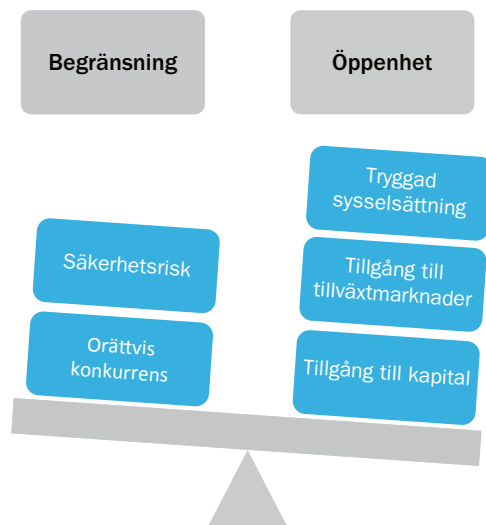 Begränsning
Öppenhet
Tryggad
sysselsättning
Säkerhetsrisk
Tillgång till
tillväxtmarknader
Orättvis
konkurrens
Tillgång till kapital